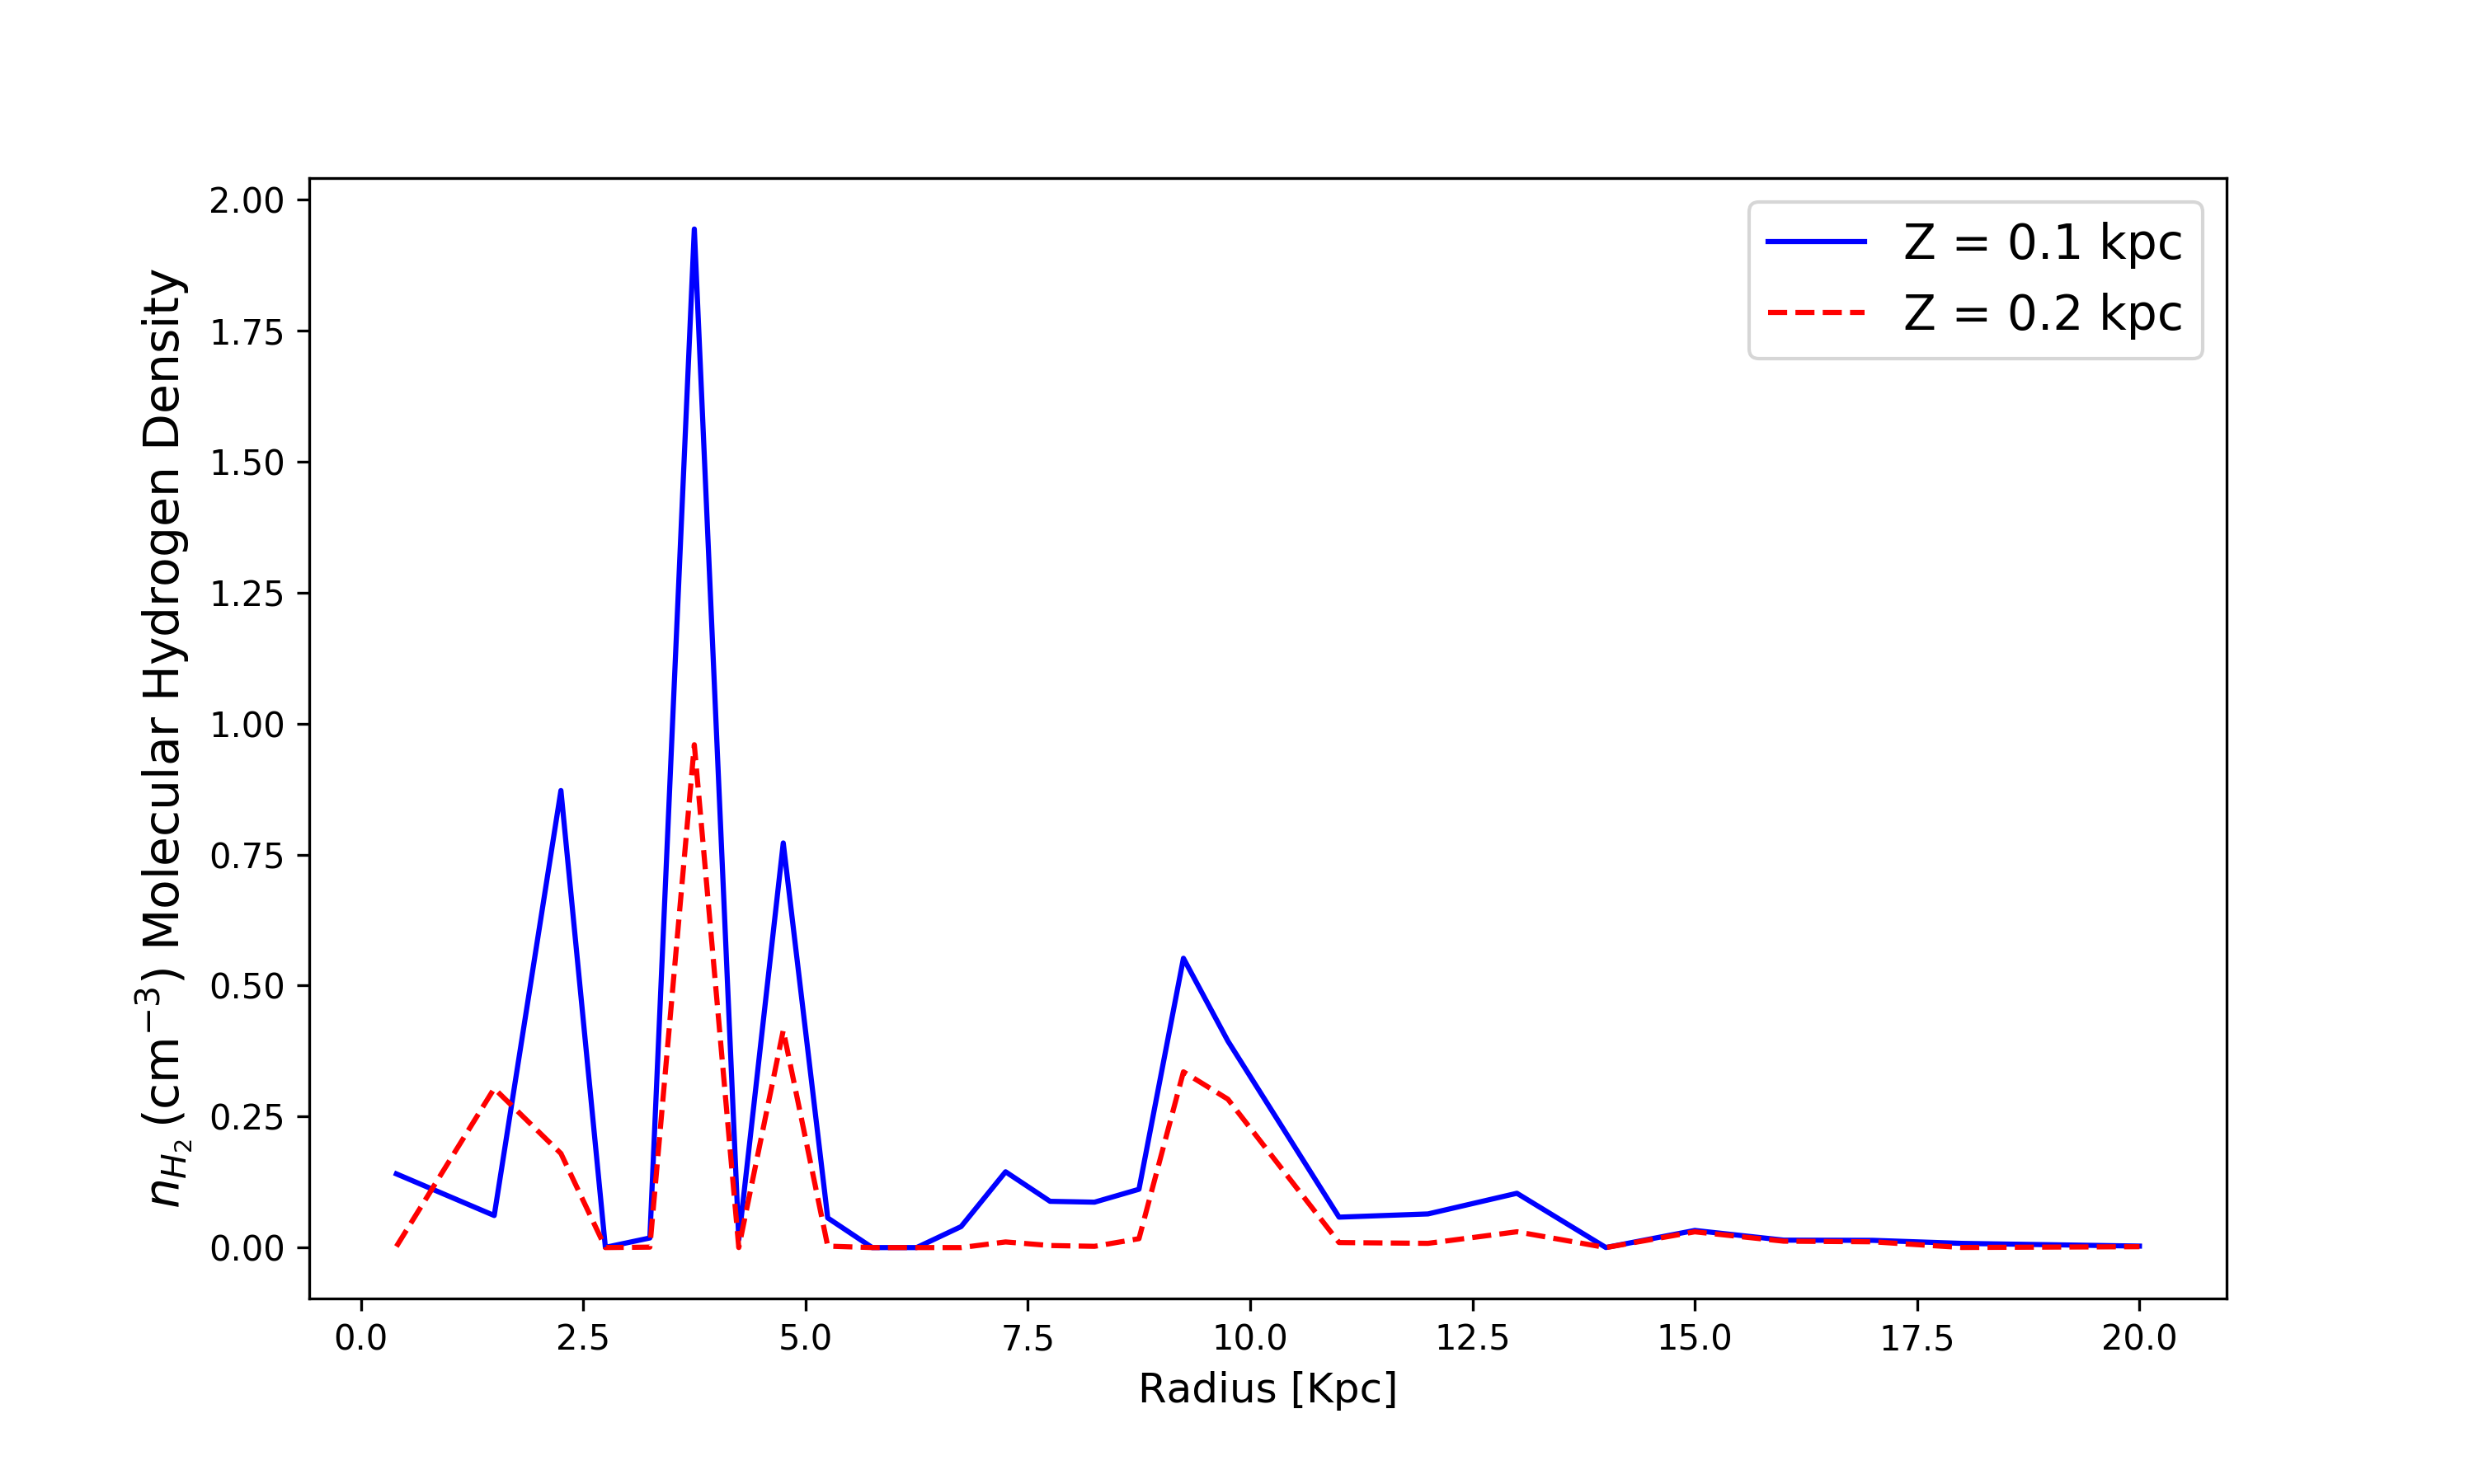 2.00
1.75
1.50
1.25
1.00
0.75
0.50
0.25
0.00
n_{H_2} (cm^{−3}) Molecular Hydrogen Density
Z = 0.1 kpc
Z = 0.2 kpc
0.0 2.5 5.0 7.5 10.0 12.5 15.0 17.5 20.0
Radius [Kpc]